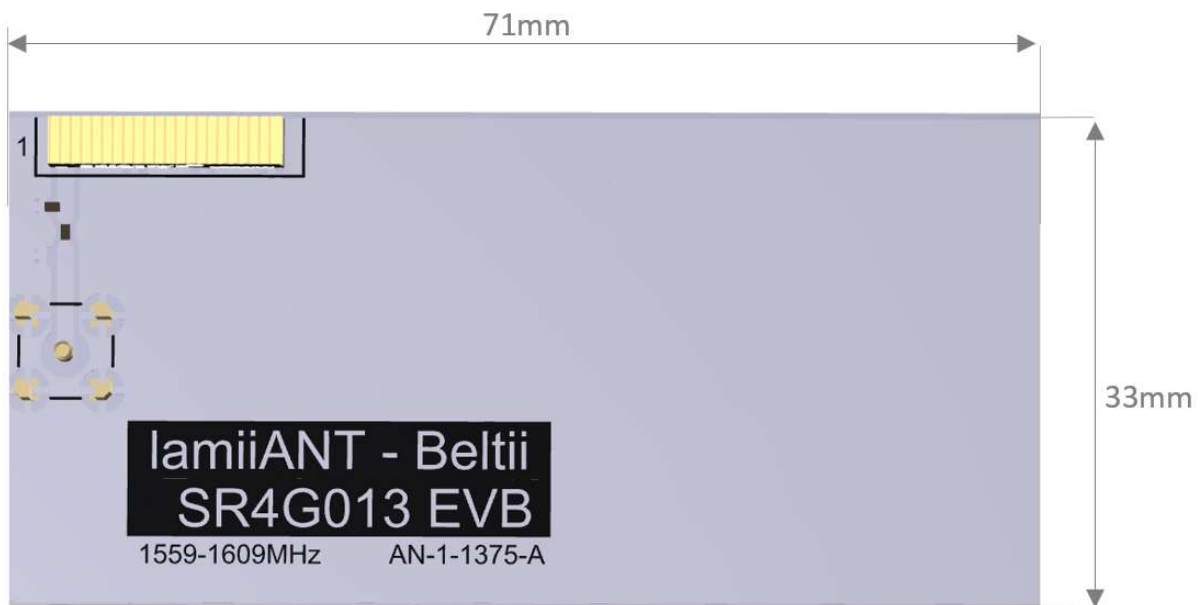 71mm
1
33mm
lamiiANT - Beltii
SR4G013 EVB
1559-1609MHz AN-1-1375-A